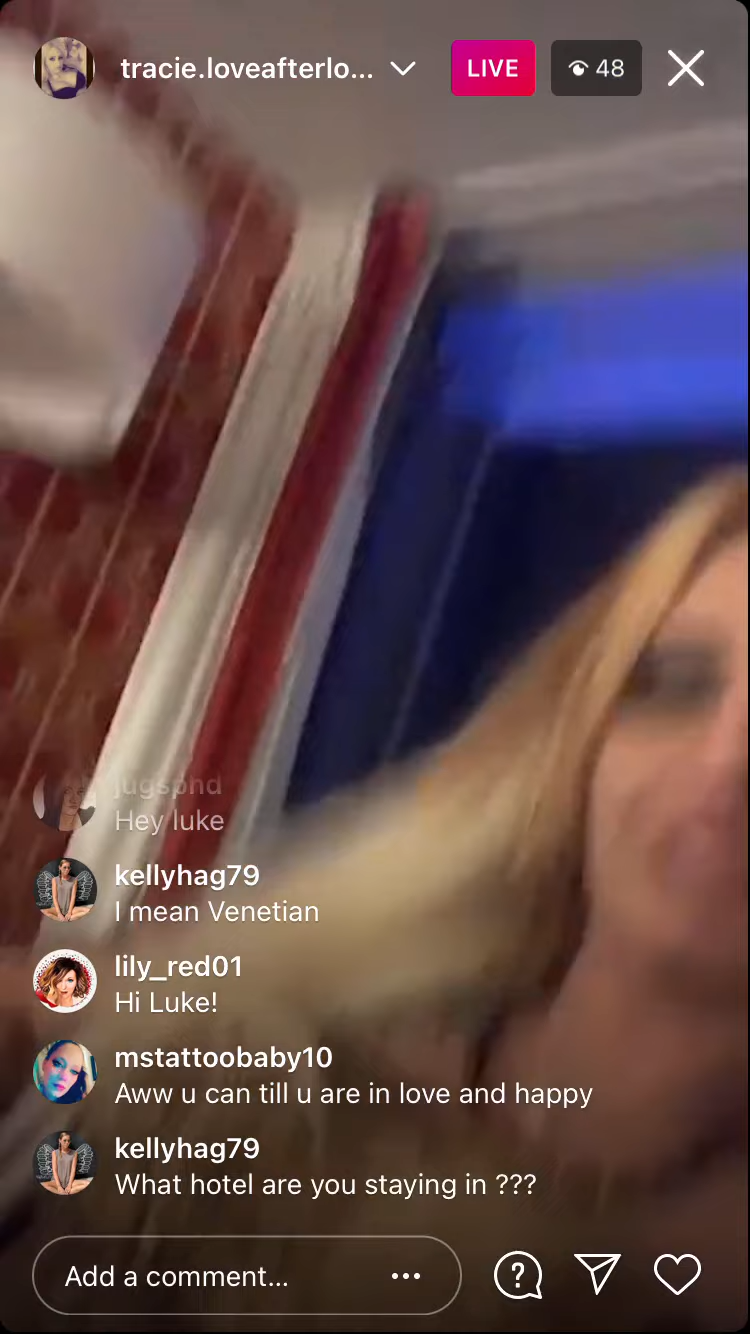 tracie.loveafterlo...
LIVE
48
jugsphd
Hey luke
kellyhag79
I mean Venetian
lily_red01
Hi Luke!
mstattoobaby10
Aww u can till u are in love and happy
kellyhag79
What hotel are you staying in ???
Add a comment...